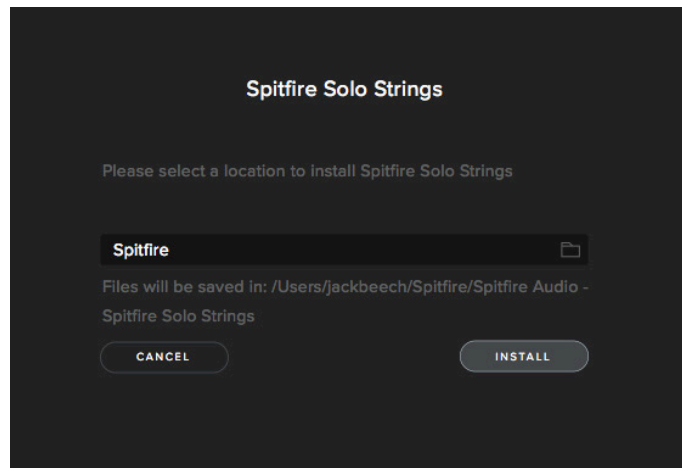 Spitfire Solo Strings
Please select a location to install Spitfire Solo Strings
Spitfire
Files will be saved in: /Users/jackbeech/Spitfire/Spitfire Audio -
Spitfire Solo Strings
CANCEL
INSTALL